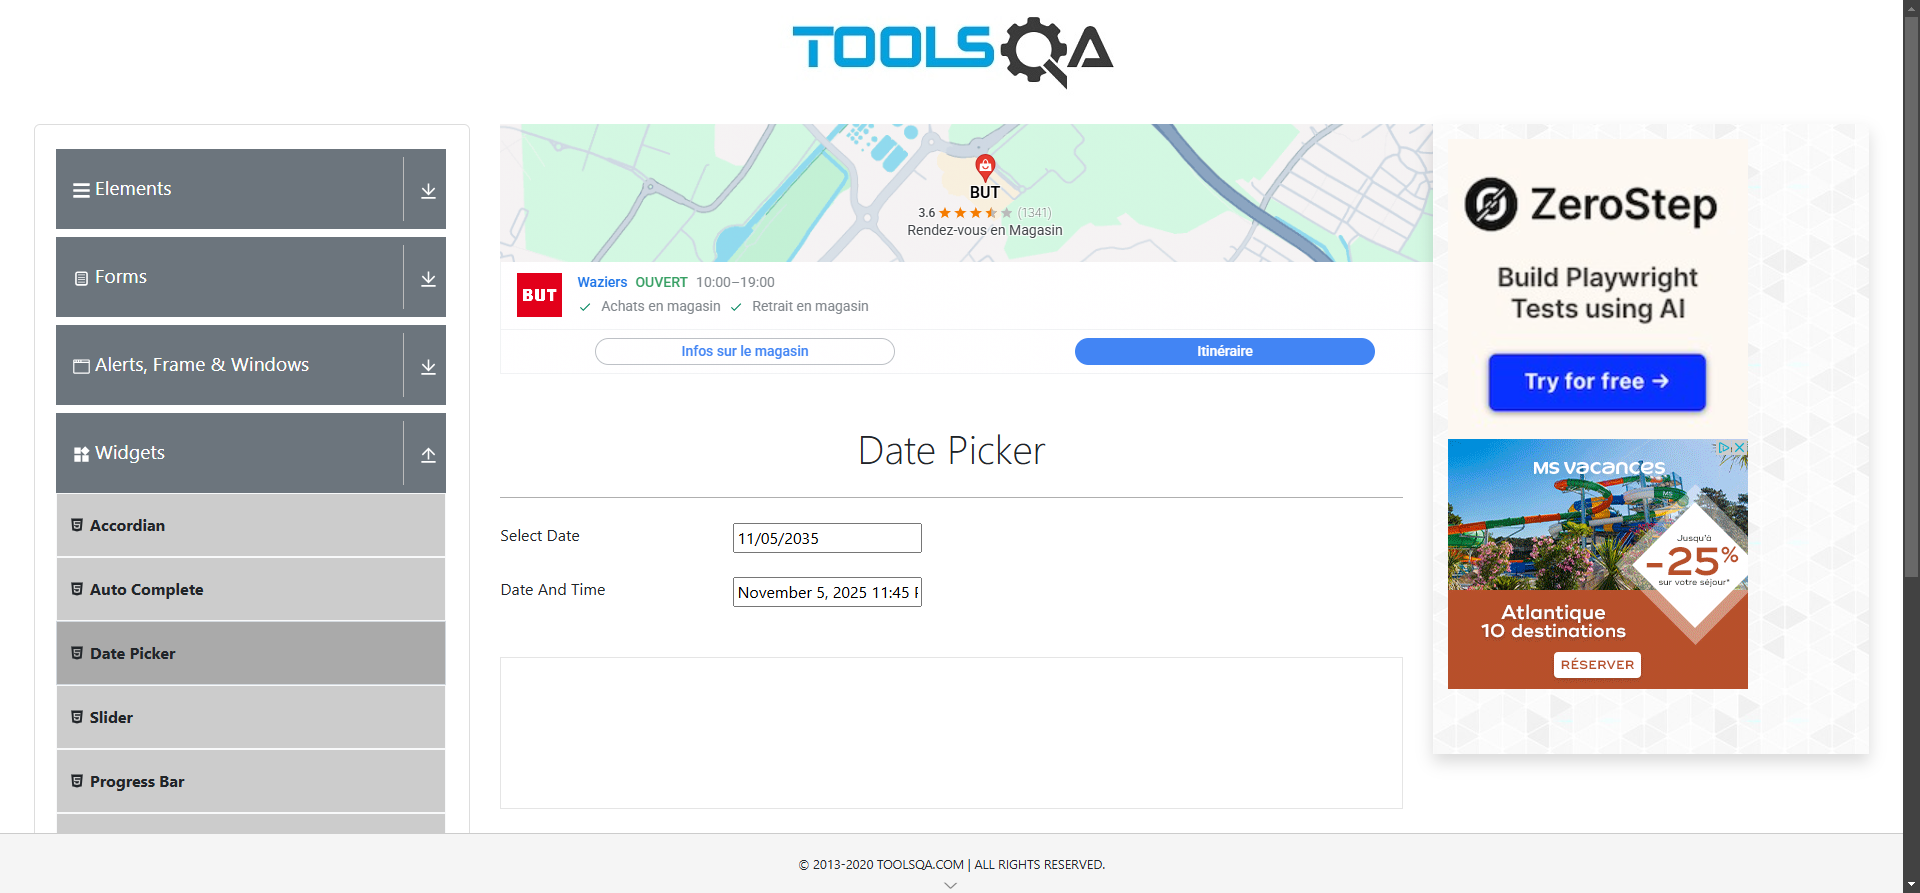 TOOLSQA
Elements
Forms
Alerts, Frame & Windows
Widgets
Accordian
Auto Complete
Date Picker
Slider
Progress Bar
BUT
3.6 (1341)
Rendez-vous en Magasin
BUT
Waziers OUVERT 10:00–19:00
Achats en magasin Retrait en magasin
Infos sur le magasin
Itinéraire
Date Picker
Select Date
11/05/2035
Date And Time
November 5, 2025 11:45
ZeroStep
Build Playwright
Tests using AI
Try for free →
MS vacances
MS
Jusqu'à
-25%
sur votre séjour*
Atlantique
10 destinations
RÉSERVER
© 2013-2020 TOOLSQA.COM | ALL RIGHTS RESERVED.